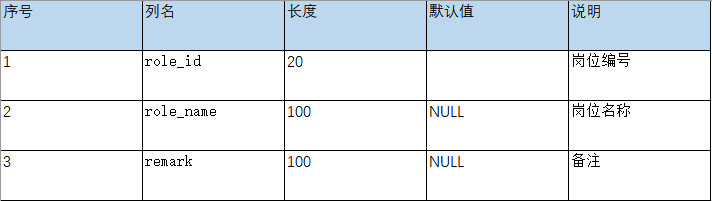 序号 列名 长度 默认值 说明
1 role_id 20 岗位编号
2 role_name 100 NULL 岗位名称
3 remark 100 NULL 备注